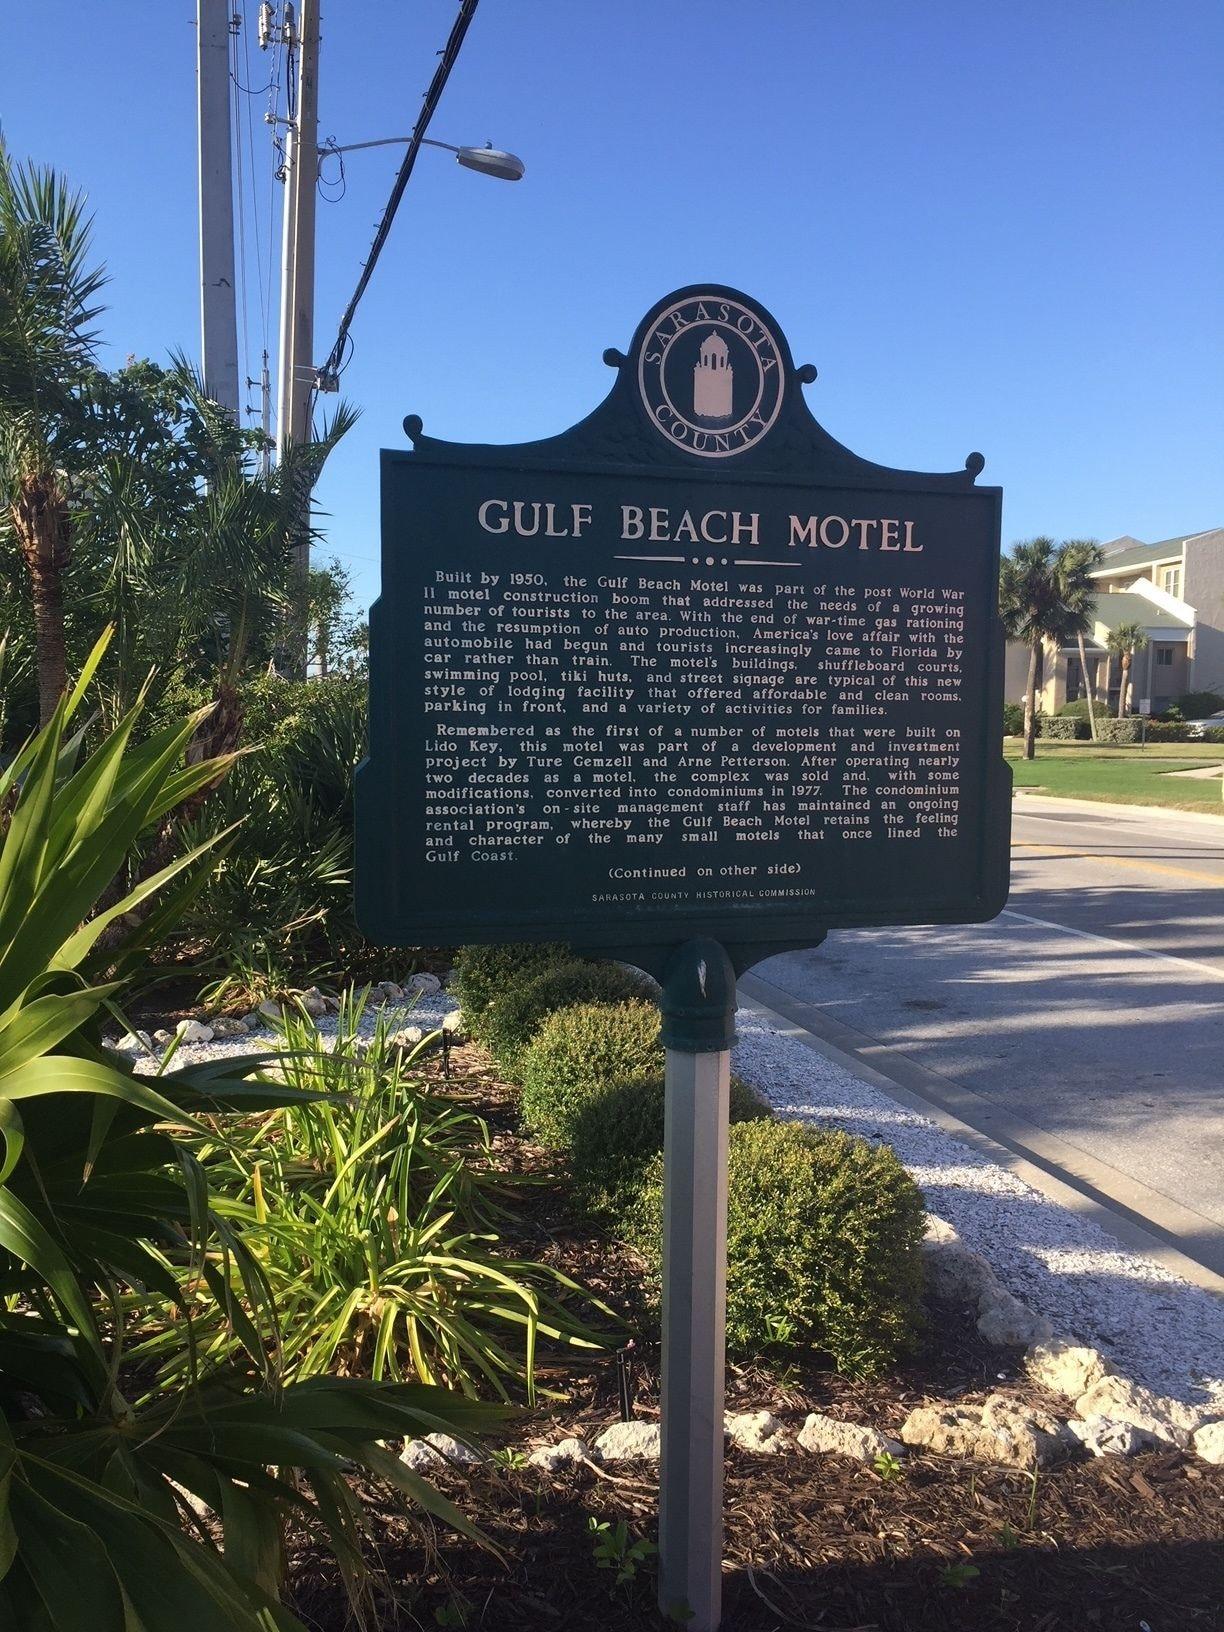 SARASOTA
COUNTY
GULF BEACH MOTEL
Built by 1950, the Gulf Beach Motel was part of the post World War
II motel construction boom that addressed the needs of a growing
number of tourists to the area. With the end of war-time gas rationing
and the resumption of auto production, America's love affair with the
automobile had begun and tourists increasingly came to Florida by
car rather than train. The motel's buildings, shuffleboard courts,
swimming pool, tiki huts, and street signage are typical of this new
style of lodging facility that offered affordable and clean rooms,
parking in front, and a variety of activities for families.
Remembered as the first of a number of motels that were built on
Lido Key, this motel was part of a development and investment
project by Ture Gemzell and Arne Petterson. After operating nearly
two decades as a motel, the complex was sold and, with some
modifications, converted into condominiums in 1977. The condominium
association's on-site management staff has maintained an ongoing
rental program, whereby the Gulf Beach Motel retains the feeling
and character of the many small motels that once lined the
Gulf Coast.
(Continued on other side)
SARASOTA COUNTY HISTORICAL COMMISSION